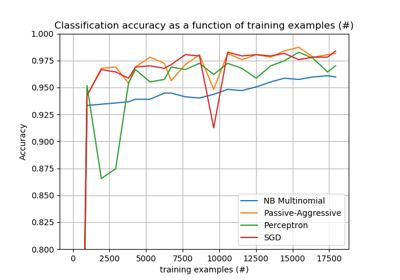 Classification accuracy as a function of training examples (#)
1.000
0.975
0.950
0.925
0.900
0.875
0.850
0.825
0.800
Accuracy
NB Multinomial
Passive-Aggressive
Perceptron
SGD
0 2500 5000 7500 10000 12500 15000 17500
training examples (#)